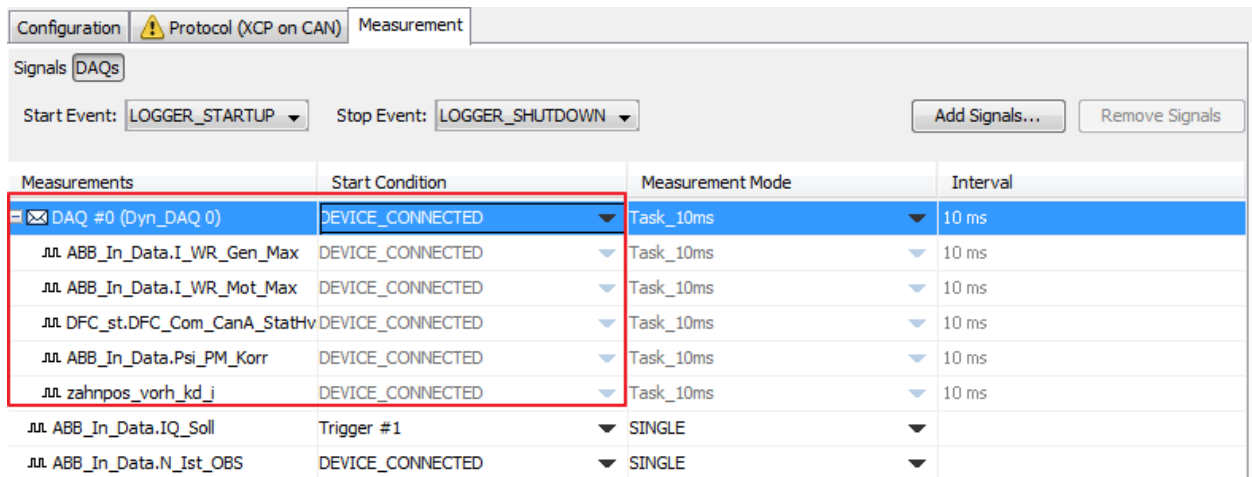 Configuration Protocol (XCP on CAN) Measurement
Signals DAQs
Start Event: LOGGER_STARTUP Stop Event: LOGGER_SHUTDOWN Add Signals... Remove Signals
Measurements Start Condition Measurement Mode Interval
DAQ #0 (Dyn_DAQ 0) DEVICE_CONNECTED Task_10ms 10 ms
ABB_In_Data.I_WR_Gen_Max DEVICE_CONNECTED Task_10ms 10 ms
ABB_In_Data.I_WR_Mot_Max DEVICE_CONNECTED Task_10ms 10 ms
DFC_st.DFC_Com_CanA_StatHv DEVICE_CONNECTED Task_10ms 10 ms
ABB_In_Data.Psi_PM_Korr DEVICE_CONNECTED Task_10ms 10 ms
zahnpos_vorh_kd_i DEVICE_CONNECTED Task_10ms 10 ms
ABB_In_Data.IQ_Soll Trigger #1 SINGLE
ABB_In_Data.N_Ist_OBS DEVICE_CONNECTED SINGLE